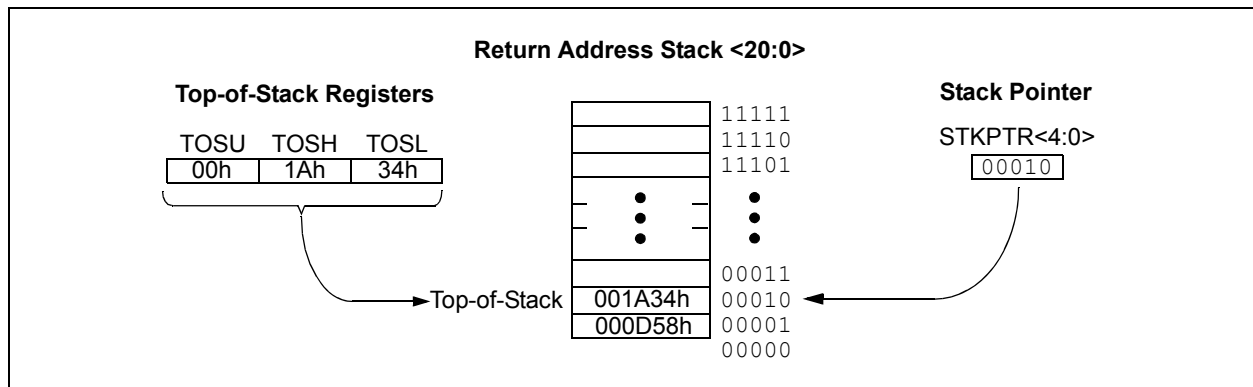 Return Address Stack <20:0>
Top-of-Stack Registers
TOSU TOSH TOSL
00h 1Ah 34h
Stack Pointer
STKPTR<4:0>
00010
11111
11110
11101
00011
Top-of-Stack 001A34h 00010
000D58h 00001
00000